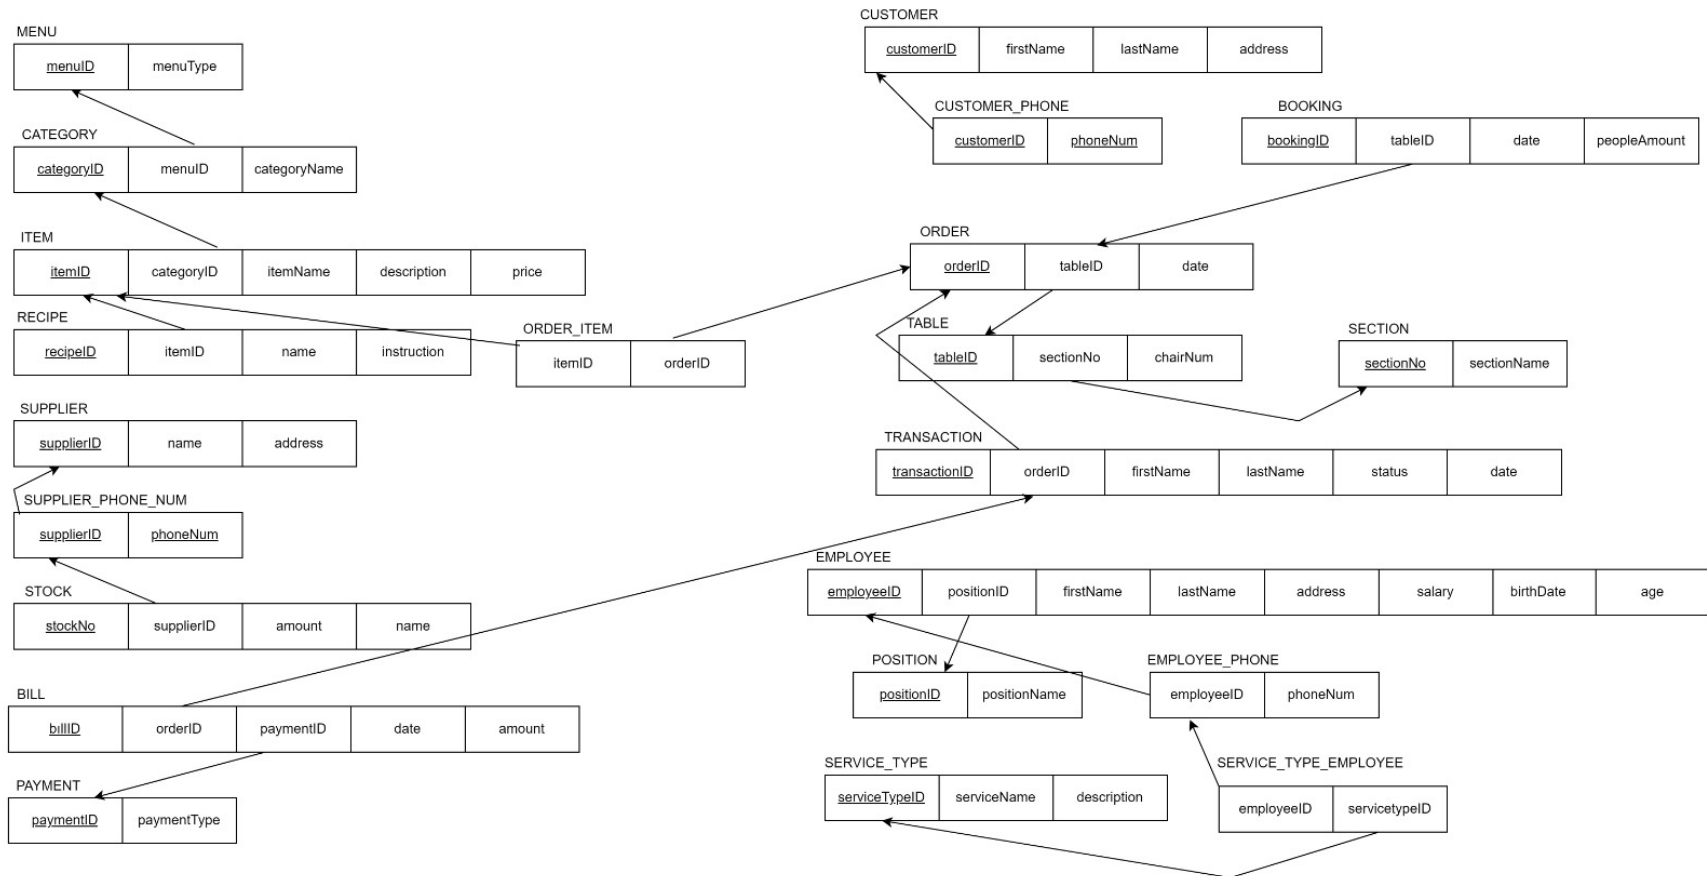 MENU
menuID menuType
CATEGORY
categoryID menuID categoryName
ITEM
itemID categoryID itemName description price
RECIPE
recipeID itemID name instruction
ORDER_ITEM
itemID orderID
SUPPLIER
supplierID name address
SUPPLIER_PHONE_NUM
supplierID phoneNum
STOCK
stockNo supplierID amount name
BILL
billID orderID paymentID date amount
PAYMENT
paymentID paymentType
CUSTOMER
customerID firstName lastName address
CUSTOMER_PHONE
customerID phoneNum
BOOKING
bookingID tableID date peopleAmount
ORDER
orderID tableID date
TABLE
tableID sectionNo chairNum
SECTION
sectionNo sectionName
TRANSACTION
transactionID orderID firstName lastName status date
EMPLOYEE
employeeID positionID firstName lastName address salary birthDate age
POSITION
positionID positionName
EMPLOYEE_PHONE
employeeID phoneNum
SERVICE_TYPE
serviceTypeID serviceName description
SERVICE_TYPE_EMPLOYEE
employeeID servicetypeID